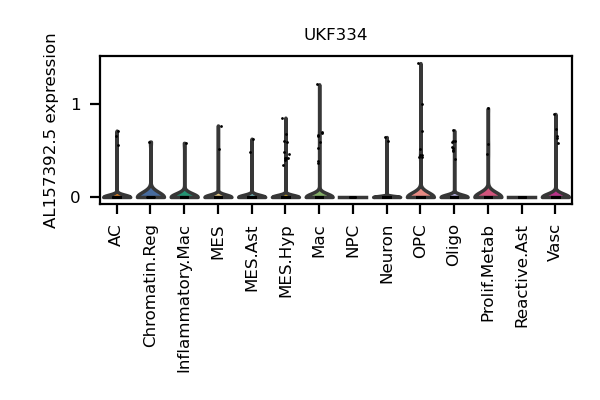 UKF334
AL157392.5 expression
1
0
AC
Chromatin.Reg
Inflammatory.Mac
MES
MES.Ast
MES.Hyp
Mac
NPC
Neuron
OPC
Oligo
Prolif.Metab
Reactive.Ast
Vasc